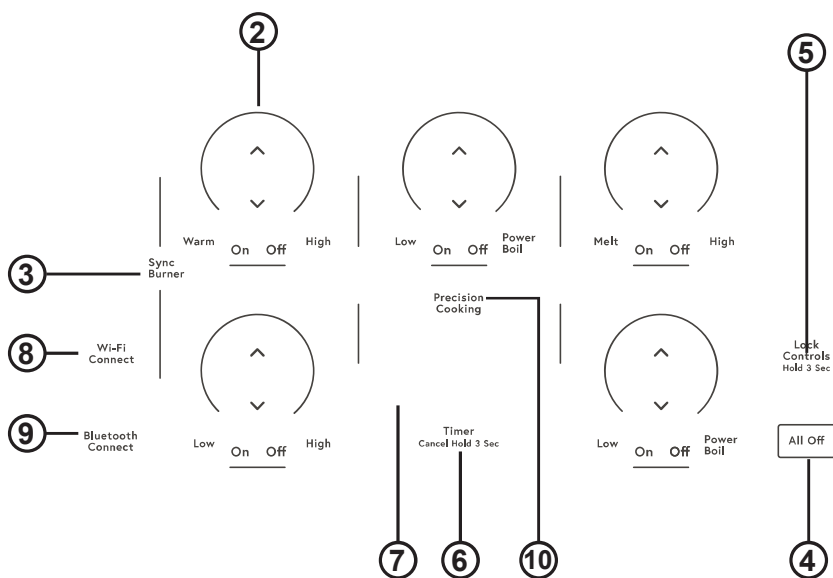 2
5
Warm On Off High
Low On Off Power
Boil
Melt On Off High
3
Sync
Burner
Precision
Cooking
8
Wi-Fi
Connect
Lock
Controls
Hold 3 Sec
9
Bluetooth
Connect
Low On Off High
Timer
Cancel Hold 3 Sec
Low On Off Power
Boil
All Off
7
6
10
4